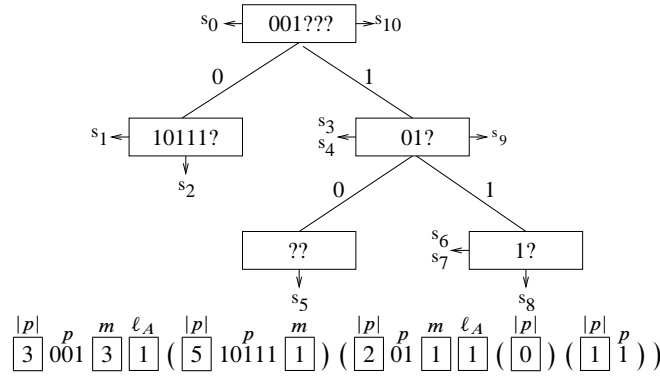 s0 001??? s10
0 1
s1 10111? s3 s4 01? s9
s2
0 1
?? s6 s7 1?
s5 s8
|p| p m ℓA |p| p m |p| p m ℓA |p| |p| p
3 001 3 1 ( 5 10111 1 ) ( 2 01 1 1 ( 0 ) ( 1 1 ) )